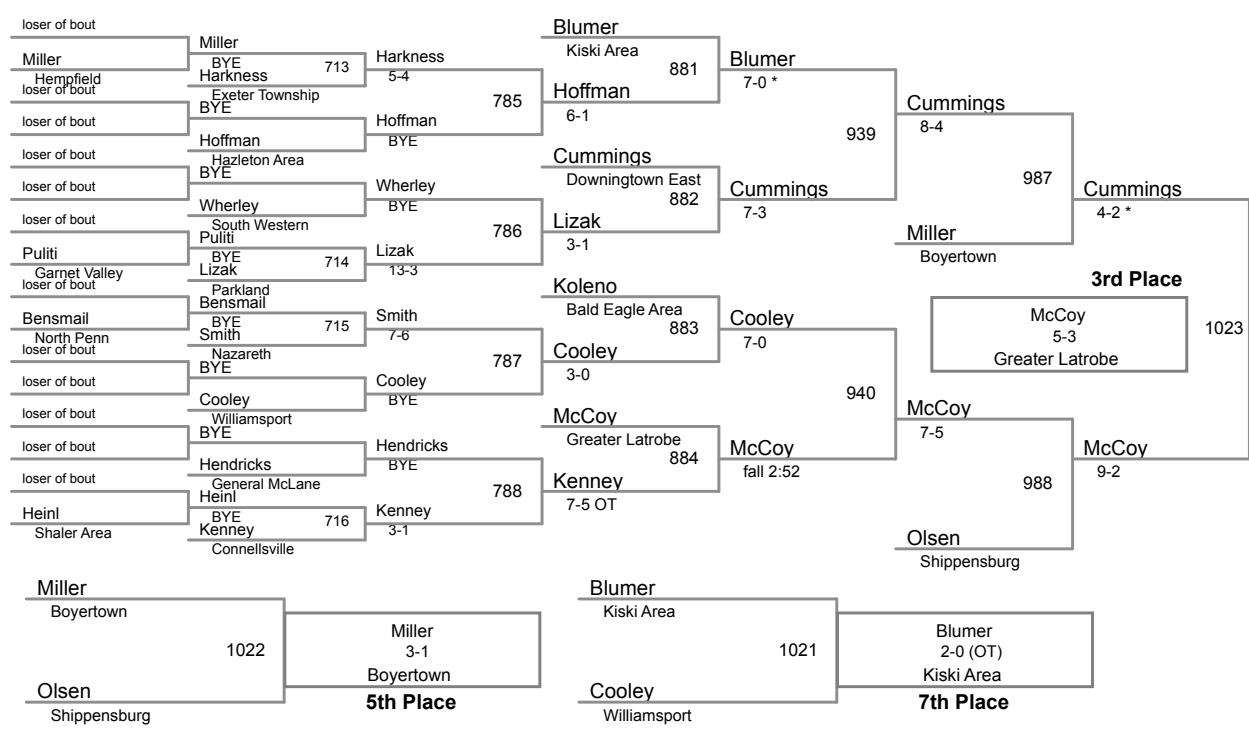 loser of bout
Miller
Hempfield
loser of bout
loser of bout
loser of bout
loser of bout
loser of bout
Puliti
Garnet Valley
loser of bout
Bensmail
North Penn
loser of bout
loser of bout
loser of bout
loser of bout
loser of bout
Heinl
Shaler Area
Miller
BYE
713
Harkness
Exeter Township
BYE
Hoffman
Hazleton Area
BYE
Wherley
South Western
Puliti
BYE
714
Lizak
Parkland
Bensmail
BYE
715
Smith
Nazareth
BYE
Cooley
Williamsport
BYE
Hendricks
General McLane
Heinl
BYE
716
Kenney
Connellsville
Harkness
5-4
785
Hoffman
BYE
Wherley
BYE
786
Lizak
13-3
Smith
7-6
787
Cooley
BYE
Hendricks
BYE
788
Kenney
3-1
Blumer
Kiski Area
881
Hoffman
6-1
Cummings
Downingtown East
882
Lizak
3-1
Koleno
Bald Eagle Area
883
Cooley
3-0
McCoy
Greater Latrobe
884
Kenney
7-5 OT
Blumer
7-0 *
939
Cummings
7-3
Cooley
7-0
940
McCoy
fall 2:52
Cummings
8-4
987
Miller
Boyertown
McCoy
7-5
988
Olsen
Shippensburg
Cummings
4-2 *
3rd Place
McCoy
5-3
Greater Latrobe
1023
McCoy
9-2
Miller
Boyertown
1022
Olsen
Shippensburg
Miller
3-1
Boyertown
5th Place
Blumer
Kiski Area
1021
Cooley
Williamsport
Blumer
2-0 (OT)
Kiski Area
7th Place